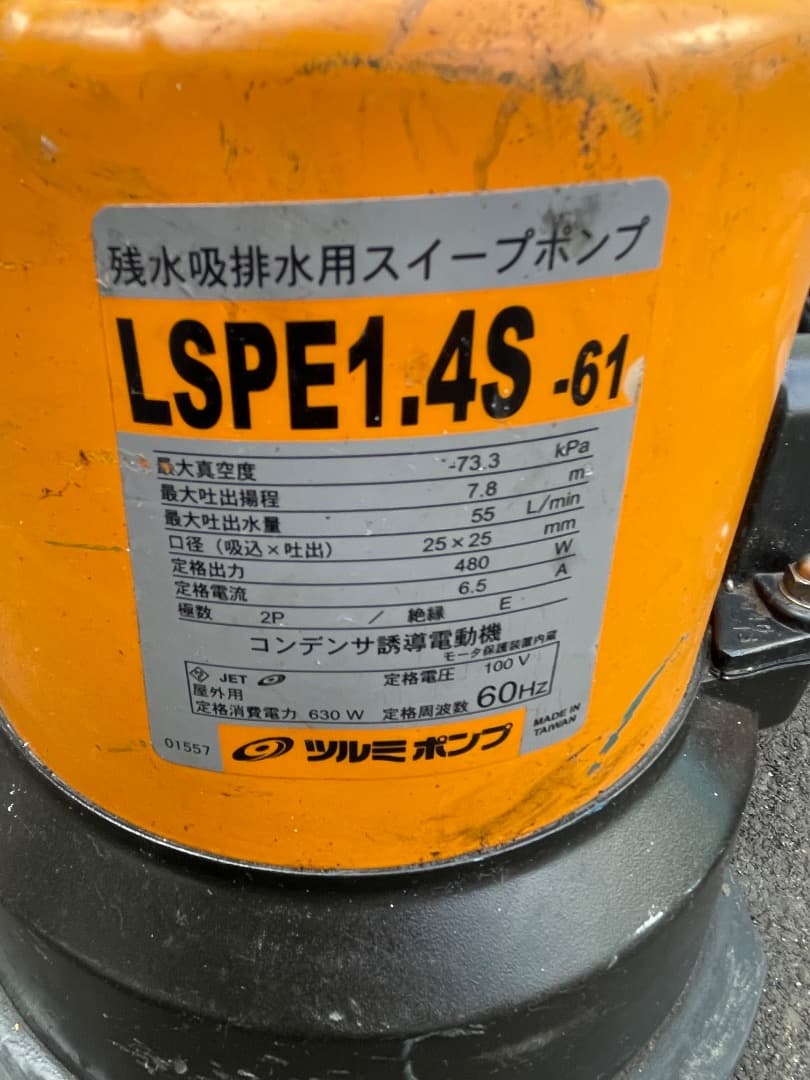 残水吸排水用スイープポンプ
LSPE1.4S -61
最大真空度 -73.3 kPa
最大吐出揚程 7.8 m
最大吐出水量 55 L/min
口径（吸込×吐出） 25×25 mm
定格出力 480 W
定格電流 6.5 A
極数 2P / 絶縁 E
コンデンサ誘導電動機
モータ保護装置内蔵
JET 定格電圧 100 V
屋外用
定格消費電力 630 W 定格周波数 60Hz
01557 ツルミポンプ MADE IN
TAIWAN